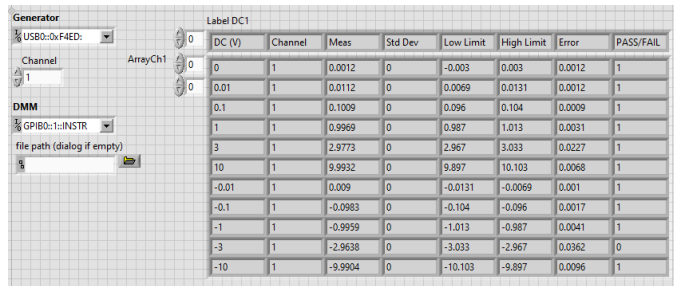 Generator
USB0::0xF4ED:
Channel
1
DMM
GPIB0::1::INSTR
file path (dialog if empty)
ArrayCh1
0
0
0
Label DC1
DC (V) Channel Meas Std Dev Low Limit High Limit Error PASS/FAIL
0 1 0.0012 0 -0.003 0.003 0.0012 1
0.01 1 0.0112 0 0.0069 0.0131 0.0012 1
0.1 1 0.1009 0 0.096 0.104 0.0009 1
1 1 0.9969 0 0.987 1.013 0.0031 1
3 1 2.9773 0 2.967 3.033 0.0227 1
10 1 9.9932 0 9.897 10.103 0.0068 1
-0.01 1 0.009 0 -0.0131 -0.0069 0.001 1
-0.1 1 -0.0983 0 -0.104 -0.096 0.0017 1
-1 1 -0.9959 0 -1.013 -0.987 0.0041 1
-3 1 -2.9638 0 -3.033 -2.967 0.0362 0
-10 1 -9.9904 0 -10.103 -9.897 0.0096 1